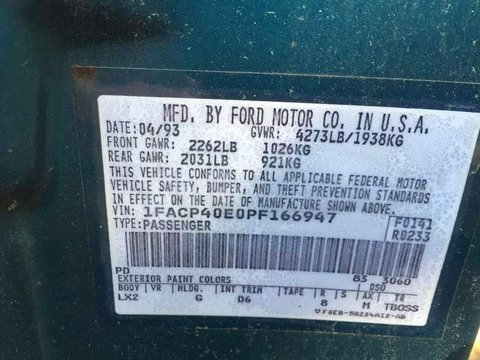 MFD. BY FORD MOTOR CO. IN U.S.A.
DATE: 04/93 GVWR: 4273LB/1938KG
FRONT GAWR: 2262LB 1026KG
REAR GAWR: 2031LB 921KG
THIS VEHICLE CONFORMS TO ALL APPLICABLE FEDERAL MOTOR
VEHICLE SAFETY, BUMPER, AND THEFT PREVENTION STANDARDS
IN EFFECT ON THE DATE OF MANUFACTURE SHOWN ABOVE.
VIN: 1FACP40E0PF166947 F0141
TYPE: PASSENGER R0233
PD 83 3060
EXTERIOR PAINT COLORS DSO
BODY VR MLDG. INT TRIM TAPE R S AX TR
LX2 G D6 8 M TBOSS